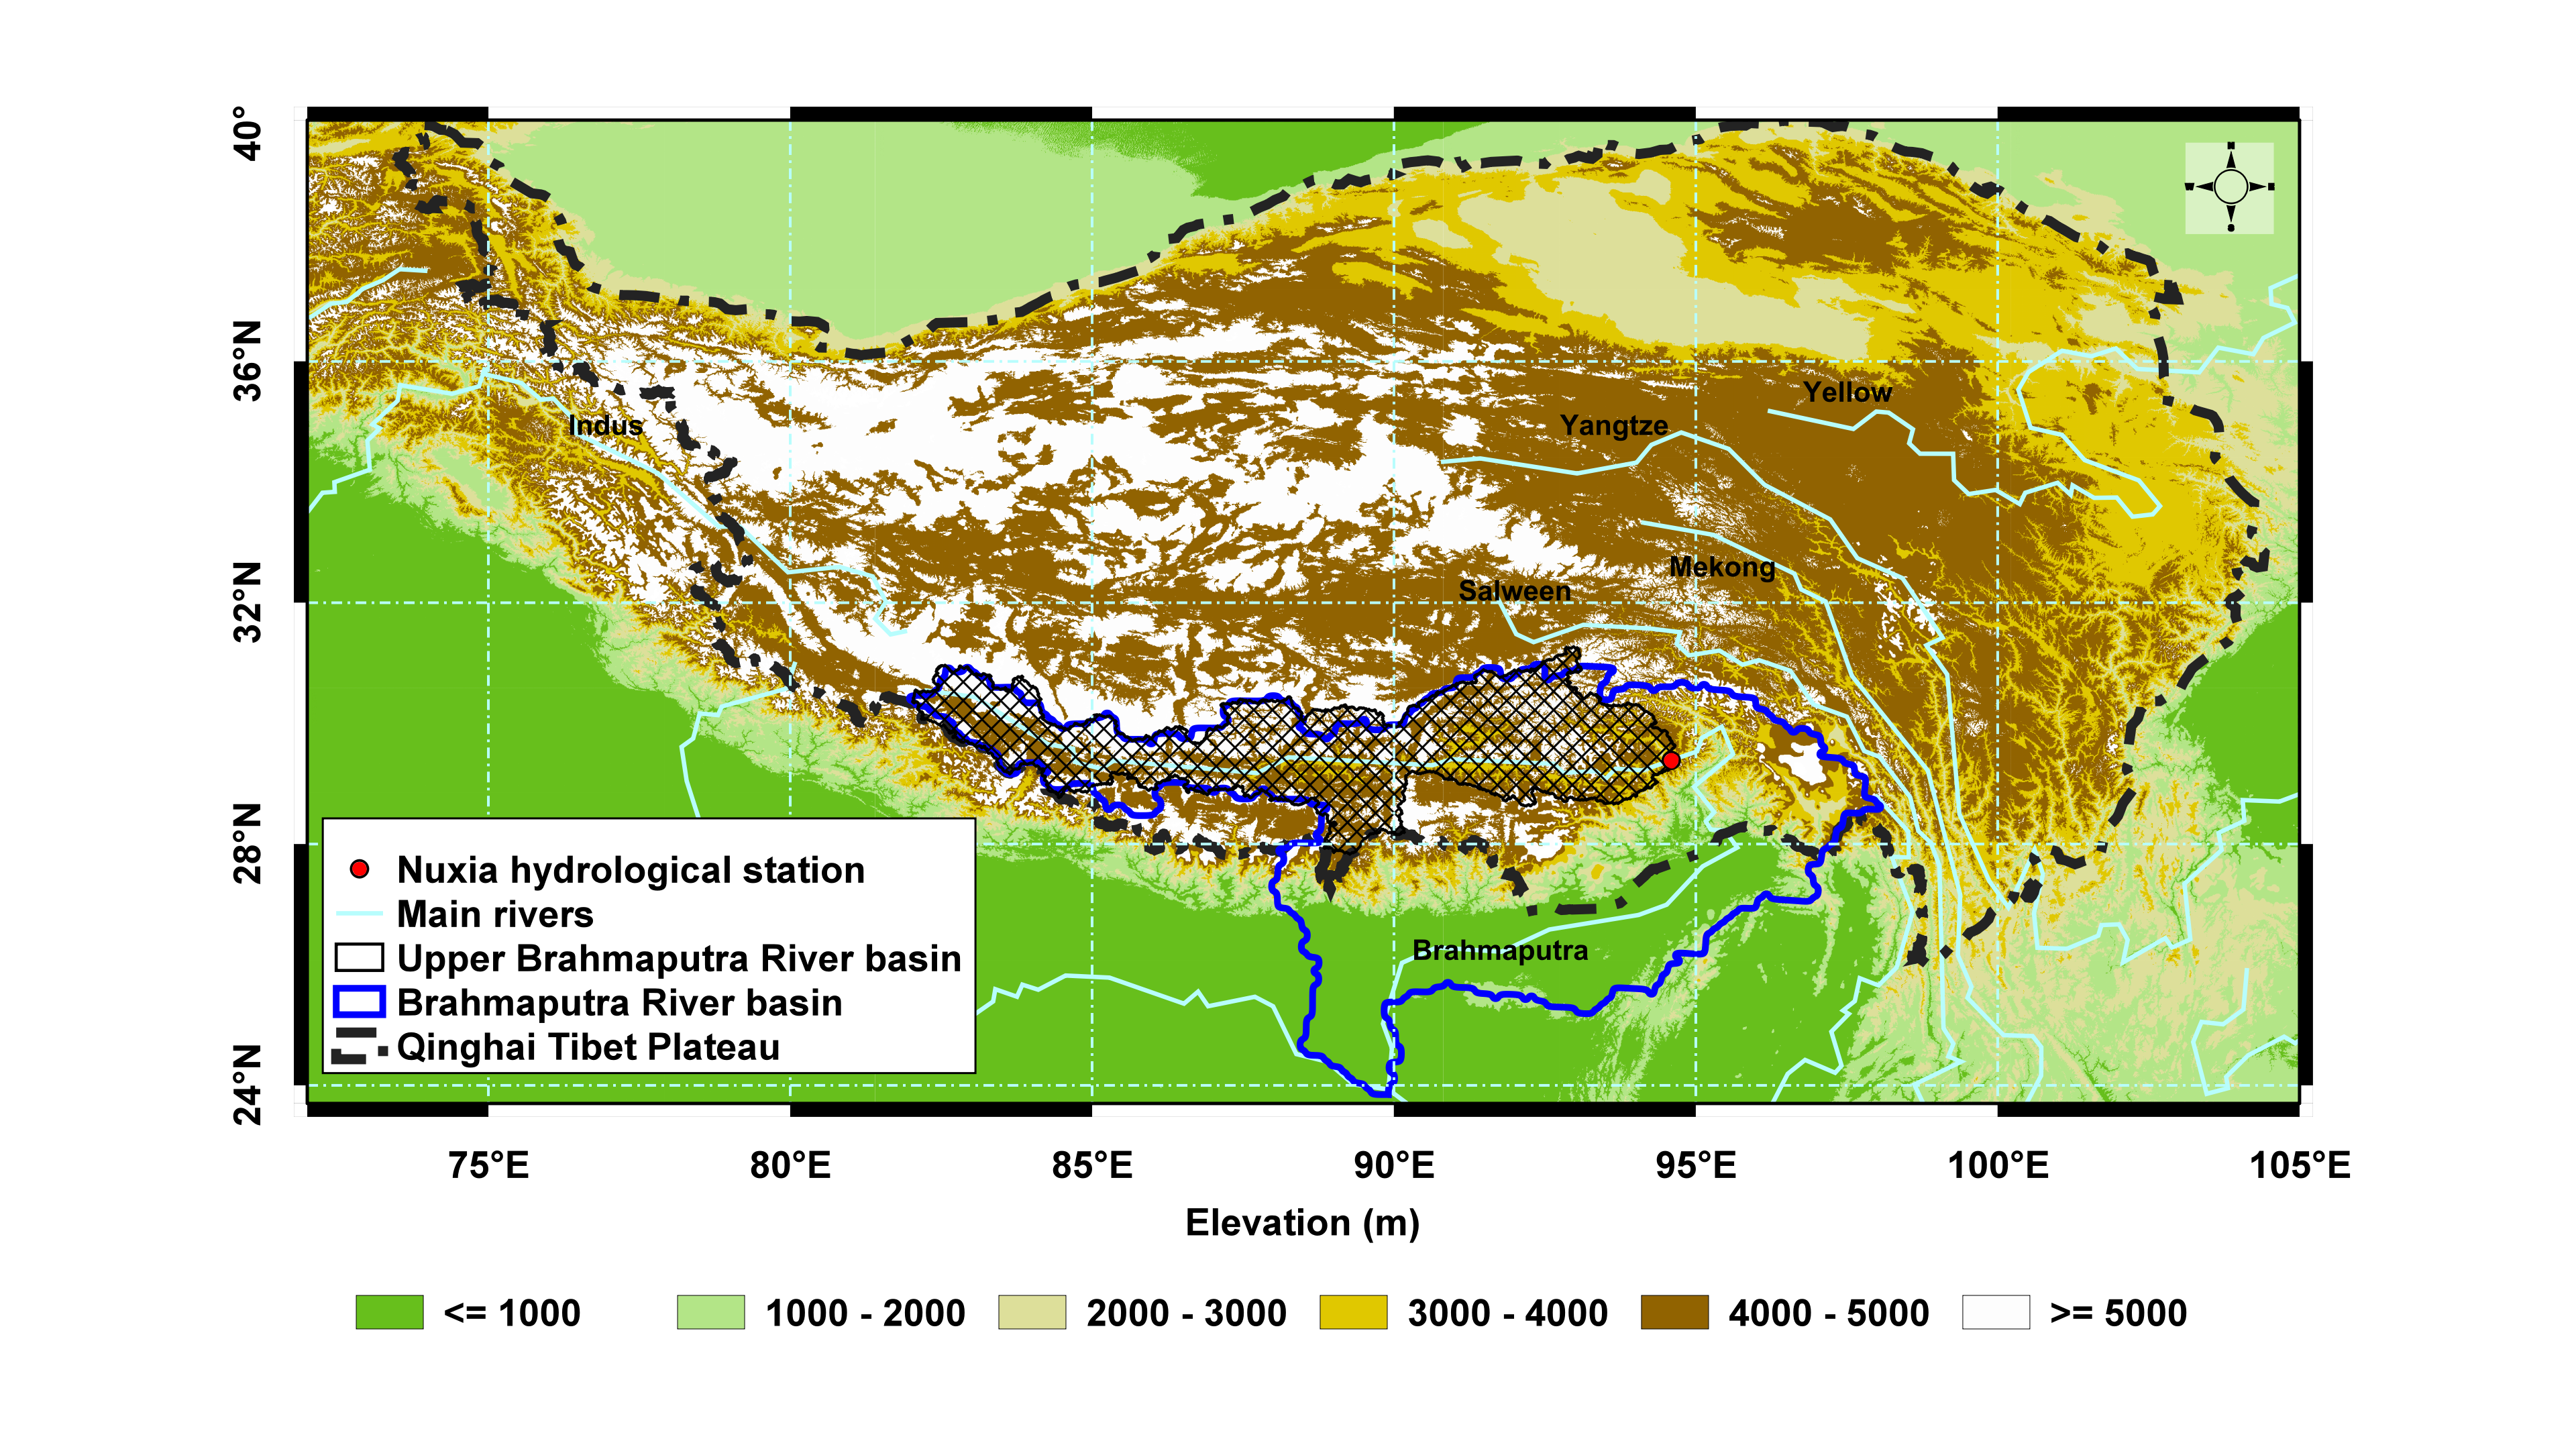 40°
36°N
32°N
28°N
24°N
Indus
Yellow
Yangtze
Mekong
Salween
Brahmaputra
Nuxia hydrological station
Main rivers
Upper Brahmaputra River basin
Brahmaputra River basin
Qinghai Tibet Plateau
75°E 80°E 85°E 90°E 95°E 100°E 105°E
Elevation (m)
<= 1000 1000 - 2000 2000 - 3000 3000 - 4000 4000 - 5000 >= 5000